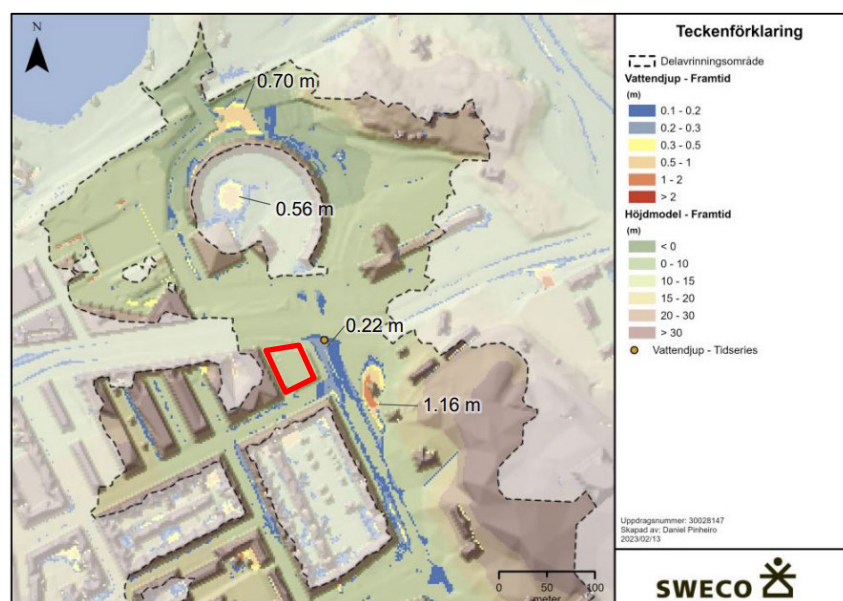 N
0.70 m
0.56 m
0.22 m
1.16 m
0 50 100
meter
Teckenförklaring
Delavrinningsområde
Vattendjup - Framtid
(m)
0.1 - 0.2
0.2 - 0.3
0.3 - 0.5
0.5 - 1
1 - 2
> 2
Höjdmodel - Framtid
(m)
< 0
0 - 10
10 - 15
15 - 20
20 - 30
> 30
Vattendjup - Tidseries
Uppdragsnummer: 30028147
Skapad av: Daniel Pinheiro
2023/02/13
SWECO